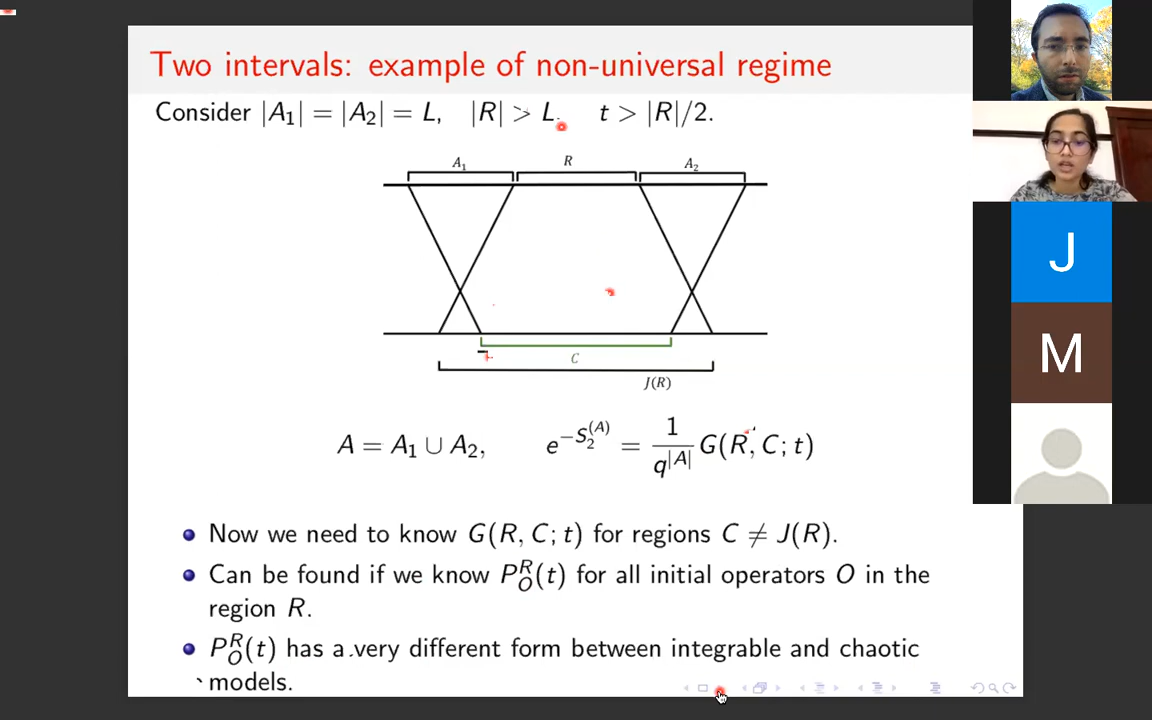 Two intervals: example of non-universal regime
Consider |A₁| = |A₂| = L, |R| > L. t > |R|/2.
A₁ R A₂
C
J(R)
A = A₁ ∪ A₂, e^{-S₂^{(A)}} = \frac{1}{q^{|A|}} G(R, C; t)
Now we need to know G(R, C; t) for regions C ≠ J(R).
Can be found if we know P_O^R(t) for all initial operators O in the
region R.
P_O^R(t) has a very different form between integrable and chaotic
models.
J
M